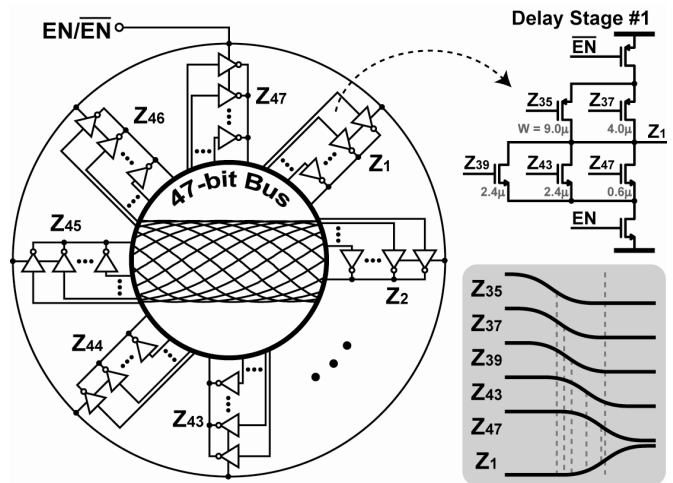 EN/EN
Delay Stage #1
EN
Z47
Z46
Z1
Z35
Z37
W = 9.0μ
4.0μ
Z1
47-bit Bus
Z39
Z43
Z47
2.4μ
2.4μ
0.6μ
EN
Z45
Z2
Z44
Z43
Z35
Z37
Z39
Z43
Z47
Z1